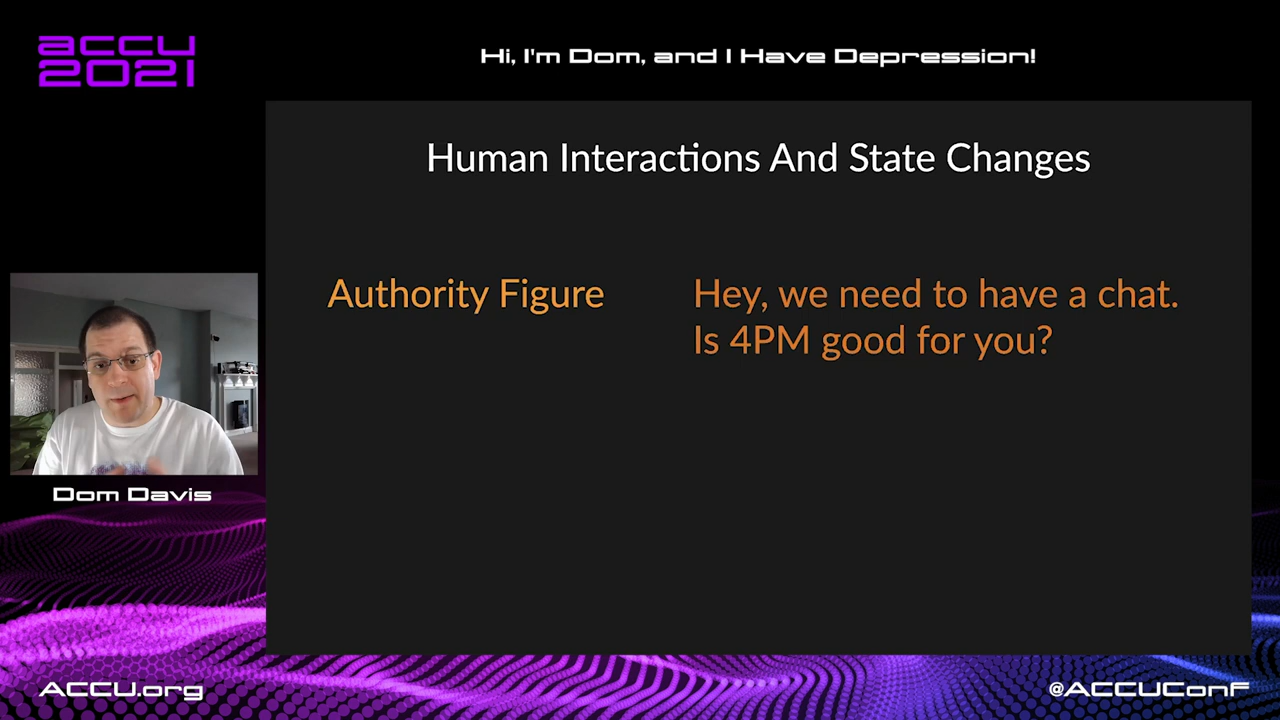 accu
2021
Hi, I'm Dom, and I Have Depression!
Human Interactions And State Changes
Authority Figure
Hey, we need to have a chat.
Is 4PM good for you?
Dom Davis
ACCU.org
@ACCUConf